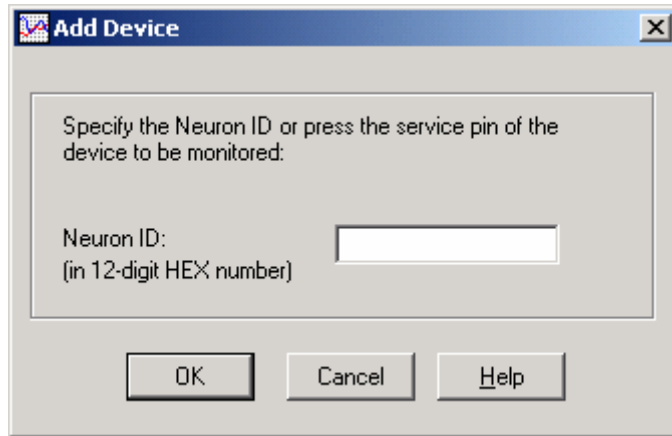 Add Device
Specify the Neuron ID or press the service pin of the
device to be monitored:
Neuron ID:
(in 12-digit HEX number)
OK Cancel Help